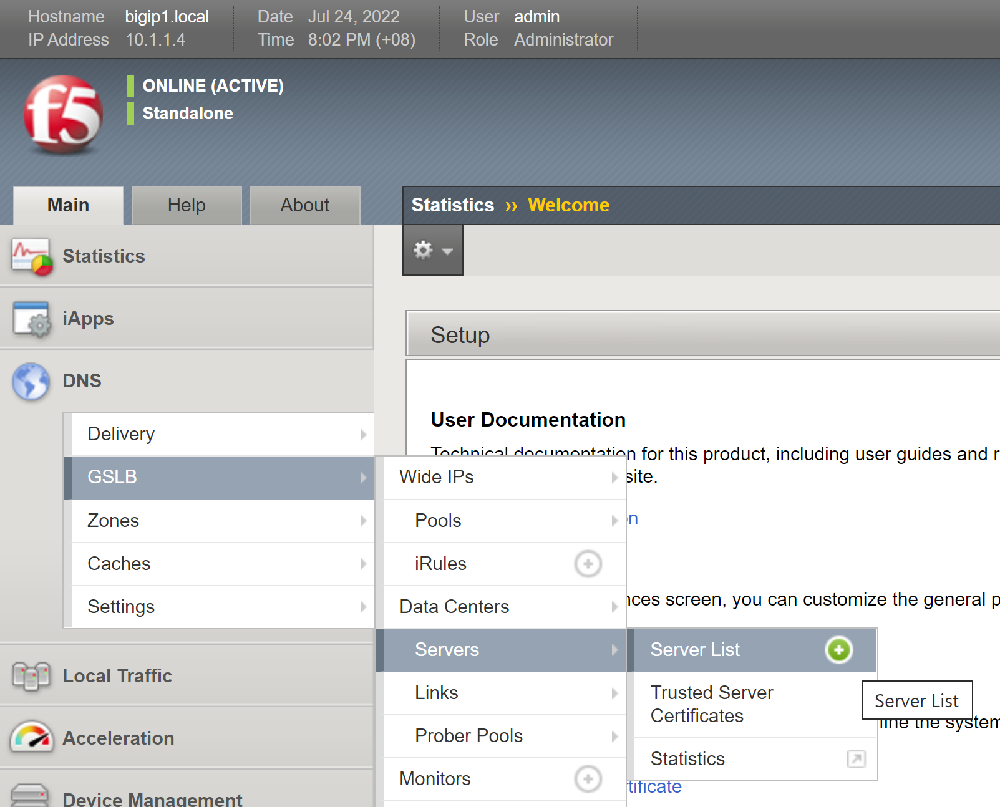 Hostname bigip1.local Date Jul 24, 2022 User admin
IP Address 10.1.1.4 Time 8:02 PM (+08) Role Administrator
f5
ONLINE (ACTIVE)
Standalone
Main Help About
Statistics ›› Welcome
Statistics
iApps
Setup
DNS
User Documentation
Technical documentation for this product, including user guides and r
site.
Delivery
GSLB
Zones
Caches
Settings
Wide IPs
Pools
iRules
Data Centers
Servers
Links
Prober Pools
Monitors
nces screen, you can customize the general p
Server List
Trusted Server
Certificates
Statistics
Server List
fine the system
tificate
Local Traffic
Acceleration
Device Management